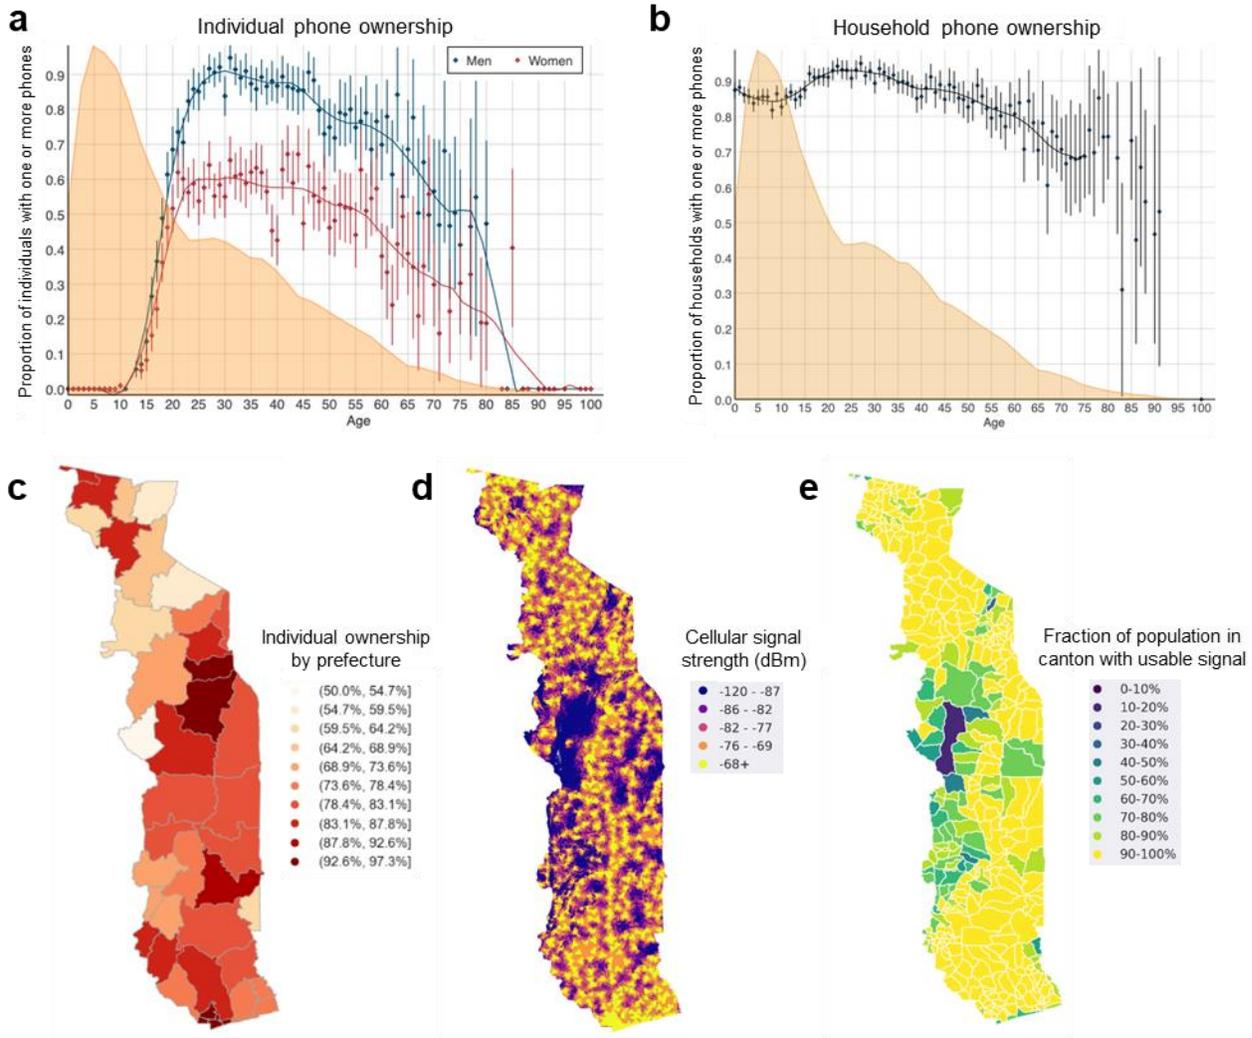 a
Individual phone ownership
Proportion of individuals with one or more phones
Men
Women
0.9
0.8
0.7
0.6
0.5
0.4
0.3
0.2
0.1
0.0
0 5 10 15 20 25 30 35 40 45 50 55 60 65 70 75 80 85 90 95 100
Age
b
Household phone ownership
Proportion of households with one or more phones
0.9
0.8
0.7
0.6
0.5
0.4
0.3
0.2
0.1
0.0
0 5 10 15 20 25 30 35 40 45 50 55 60 65 70 75 80 85 90 95 100
Age
c
Individual ownership
by prefecture
(50.0%, 54.7%]
(54.7%, 59.5%]
(59.5%, 64.2%]
(64.2%, 68.9%]
(68.9%, 73.6%]
(73.6%, 78.4%]
(78.4%, 83.1%]
(83.1%, 87.8%]
(87.8%, 92.6%]
(92.6%, 97.3%]
d
Cellular signal
strength (dBm)
-120 - -87
-86 - -82
-82 - -77
-76 - -69
-68+
e
Fraction of population in
canton with usable signal
0-10%
10-20%
20-30%
30-40%
40-50%
50-60%
60-70%
70-80%
80-90%
90-100%